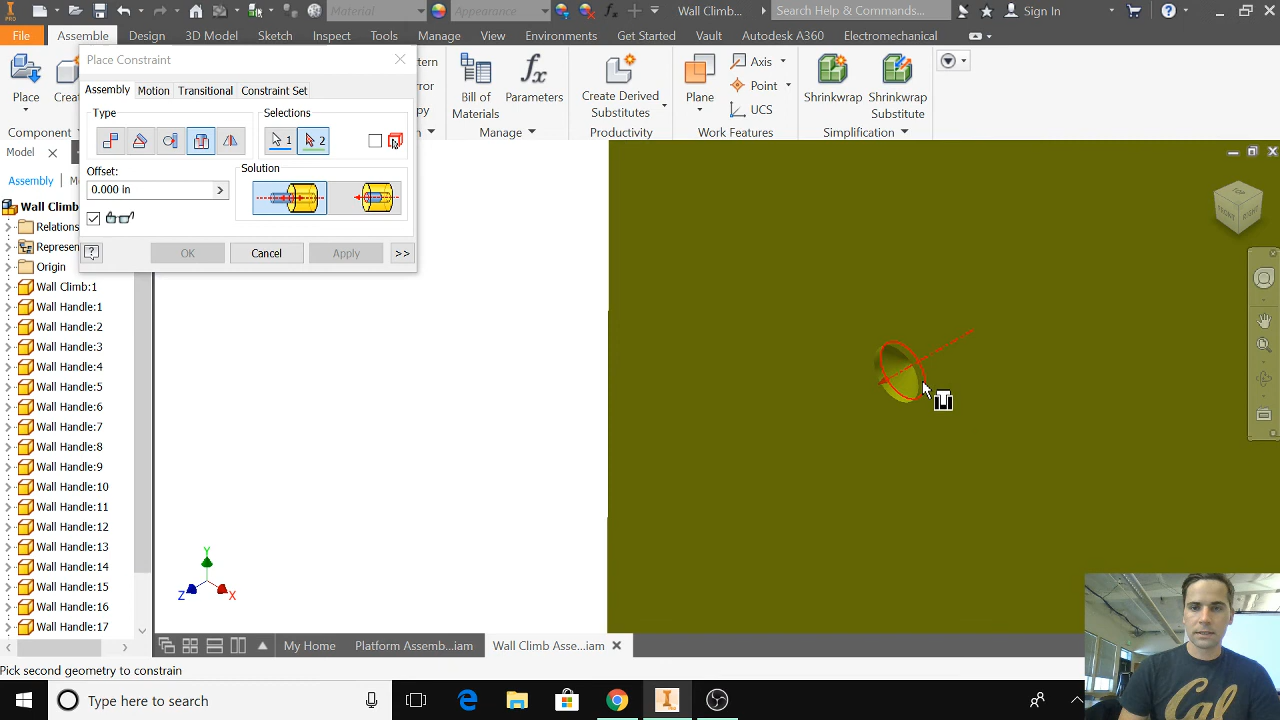 PRO
Material
Appearance
Wall Climb...
Search Help & Commands...
Sign In
File
Assemble
Design
3D Model
Sketch
Inspect
Tools
Manage
View
Environments
Get Started
Vault
Autodesk A360
Electromechanical
Place Constraint
Place
Component
Assembly
Motion
Transitional
Constraint Set
Type
Selections
1
2
Offset:
0.000 in
Solution
OK
Cancel
Apply
>>
Bill of
Materials
Parameters
Manage
Create Derived
Substitutes
Productivity
Plane
Axis
Point
UCS
Work Features
Shrinkwrap
Shrinkwrap
Substitute
Simplification
Model
Assembly
Wall Climb
Relations
Represen
Origin
Wall Climb:1
Wall Handle:1
Wall Handle:2
Wall Handle:3
Wall Handle:4
Wall Handle:5
Wall Handle:6
Wall Handle:7
Wall Handle:8
Wall Handle:9
Wall Handle:10
Wall Handle:11
Wall Handle:12
Wall Handle:13
Wall Handle:14
Wall Handle:15
Wall Handle:16
Wall Handle:17
TOP
FRONT
RIGHT
Y
Z
X
My Home
Platform Assemb...iam
Wall Climb Asse...iam
Pick second geometry to constrain
Type here to search
Cal